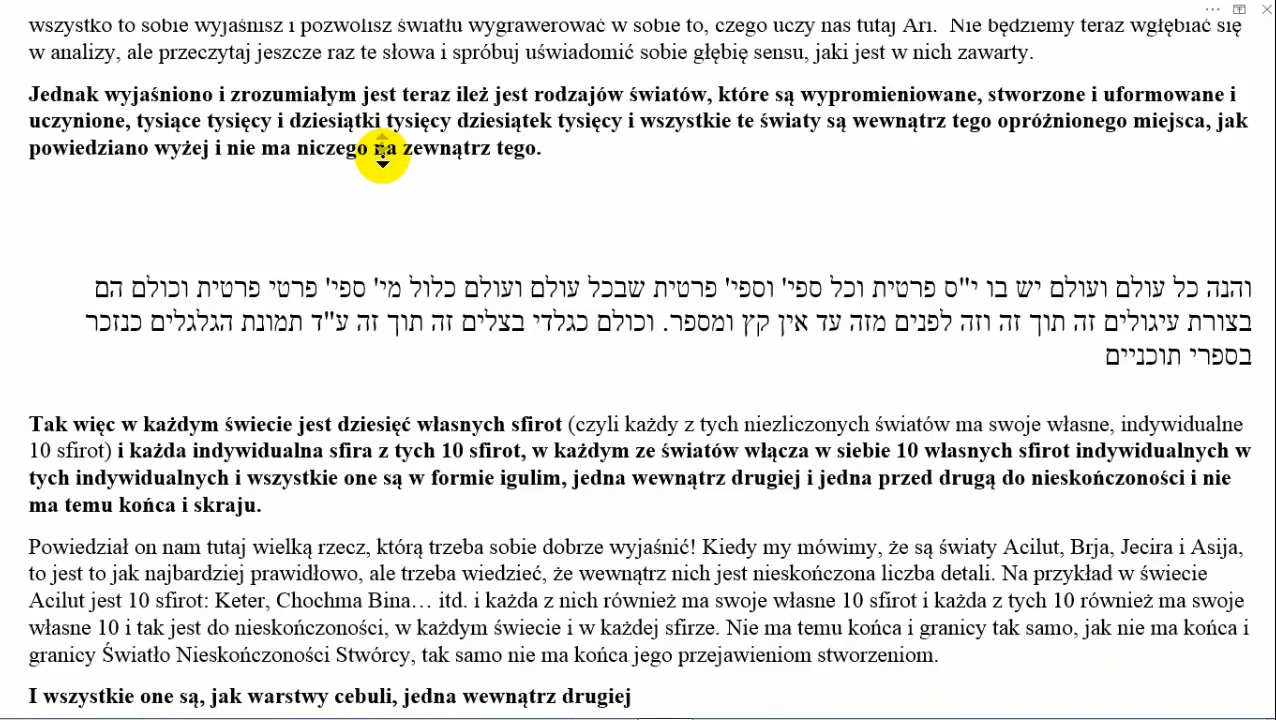 wszystko to sobie wyjaśnisz i pozwolisz światłu wygrawerować w sobie to, czego uczy nas tutaj Ari.  Nie będziemy teraz wgłębiać się
w analizy, ale przeczytaj jeszcze raz te słowa i spróbuj uświadomić sobie głębię sensu, jaki jest w nich zawarty.
Jednak wyjaśniono i zrozumiałym jest teraz ileż jest rodzajów światów, które są wypromieniowane, stworzone i uformowane i
uczynione, tysiące tysięcy i dziesiątki tysięcy dziesiątek tysięcy i wszystkie te światy są wewnątrz tego opróżnionego miejsca, jak
powiedziano wyżej i nie ma niczego na zewnątrz tego.
והנה כל עולם ועולם יש בו י"ס פרטית וכל ספי' וספי' פרטית שבכל עולם ועולם כלול מי' ספי' פרטי פרטית וכולם הם
בצורת עיגולים זה תוך זה וזה לפנים מזה עד אין קץ ומספר. וכולם כגלדי בצלים זה תוך זה ע"ד תמונת הגלגלים כנזכר
בספרי תוכניים
Tak więc w każdym świecie jest dziesięć własnych sfirot (czyli każdy z tych niezliczonych światów ma swoje własne, indywidualne
10 sfirot) i każda indywidualna sfira z tych 10 sfirot, w każdym ze światów włącza w siebie 10 własnych sfirot indywidualnych w
tych indywidualnych i wszystkie one są w formie igulim, jedna wewnątrz drugiej i jedna przed drugą do nieskończoności i nie
ma temu końca i skraju.
Powiedział on nam tutaj wielką rzecz, którą trzeba sobie dobrze wyjaśnić! Kiedy my mówimy, że są światy Acilut, Brja, Jecira i Asija,
to jest to jak najbardziej prawidłowo, ale trzeba wiedzieć, że wewnątrz nich jest nieskończona liczba detali. Na przykład w świecie
Acilut jest 10 sfirot: Keter, Chochma Bina… itd. i każda z nich również ma swoje własne 10 sfirot i każda z tych 10 również ma swoje
własne 10 i tak jest do nieskończoności, w każdym świecie i w każdej sfirze. Nie ma temu końca i granicy tak samo, jak nie ma końca i
granicy Światło Nieskończoności Stwórcy, tak samo nie ma końca jego przejawieniom stworzeniom.
I wszystkie one są, jak warstwy cebuli, jedna wewnątrz drugiej